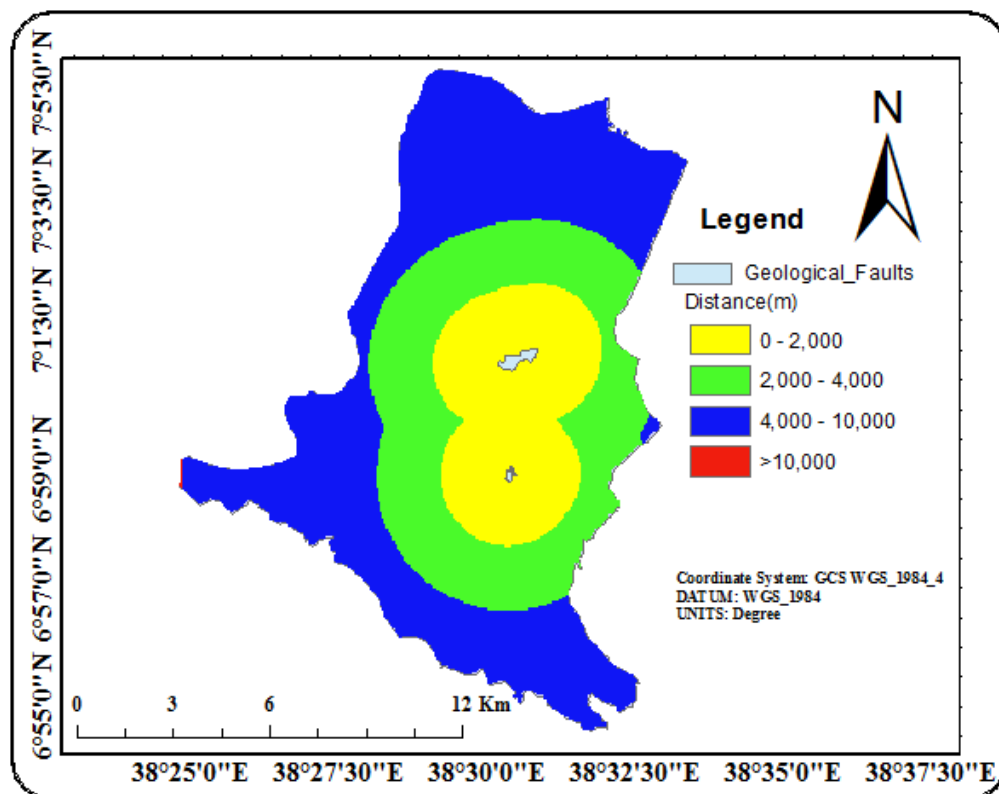 7°5'30"N
7°3'30"N
7°1'30"N
6°59'0"N
6°57'0"N
6°55'0"N
N
Legend
Geological_Faults
Distance(m)
0 - 2,000
2,000 - 4,000
4,000 - 10,000
>10,000
Coordinate System: GCS WGS_1984_4
DATUM: WGS_1984
UNITS: Degree
0 3 6 12 Km
38°25'0"E 38°27'30"E 38°30'0"E 38°32'30"E 38°35'0"E 38°37'30"E